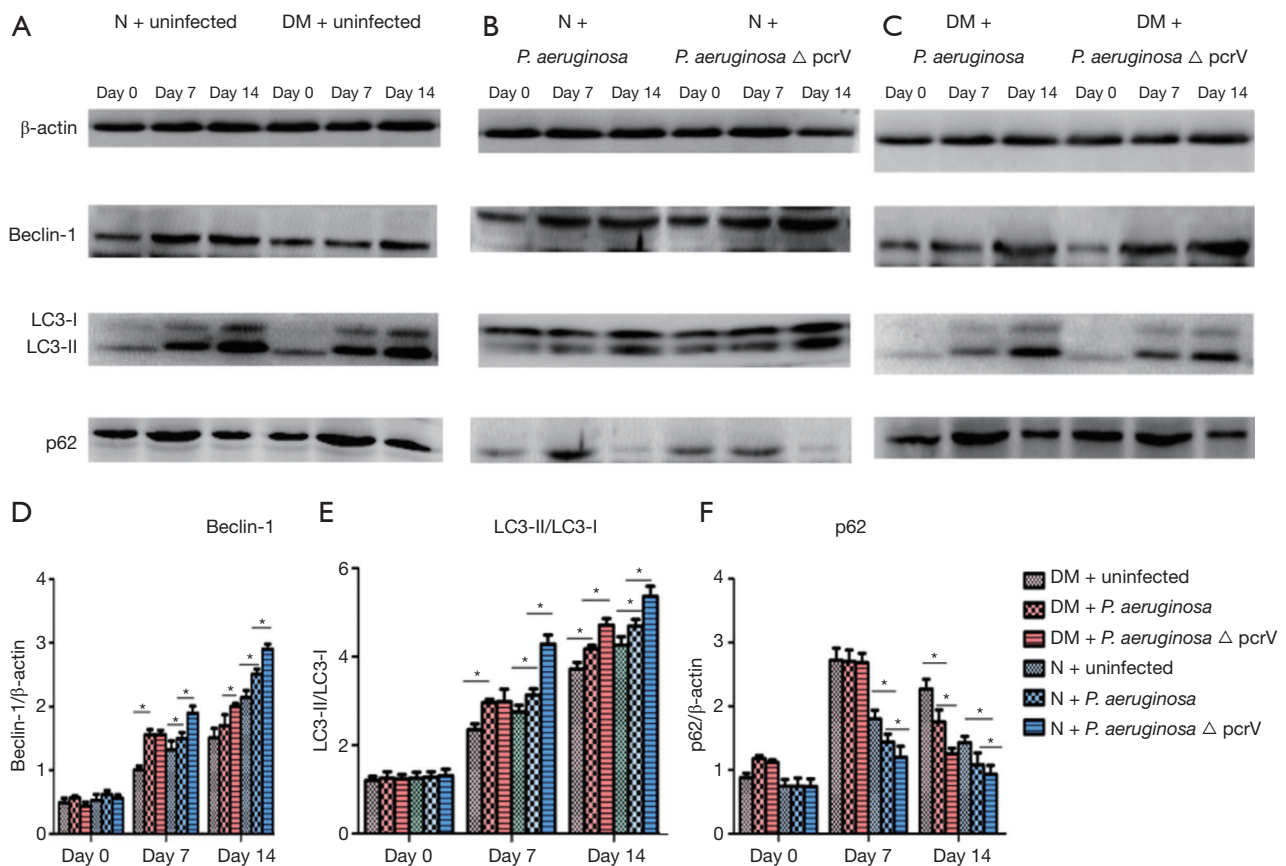 A
N + uninfected DM + uninfected
Day 0 Day 7 Day 14 Day 0 Day 7 Day 14
B
N + N +
P. aeruginosa P. aeruginosa △ pcrV
Day 0 Day 7 Day 14 Day 0 Day 7 Day 14
C
DM + DM +
P. aeruginosa P. aeruginosa △ pcrV
Day 0 Day 7 Day 14 Day 0 Day 7 Day 14
β-actin
Beclin-1
LC3-I
LC3-II
p62
D
Beclin-1
Beclin-1/β-actin
4
3
2
1
0
* * * * *
Day 0 Day 7 Day 14
E
LC3-II/LC3-I
LC3-II/LC3-I
6
4
2
0
* * * * * * *
Day 0 Day 7 Day 14
F
p62
p62/β-actin
4
3
2
1
0
* * * * * *
Day 0 Day 7 Day 14
DM + uninfected
DM + P. aeruginosa
DM + P. aeruginosa △ pcrV
N + uninfected
N + P. aeruginosa
N + P. aeruginosa △ pcrV